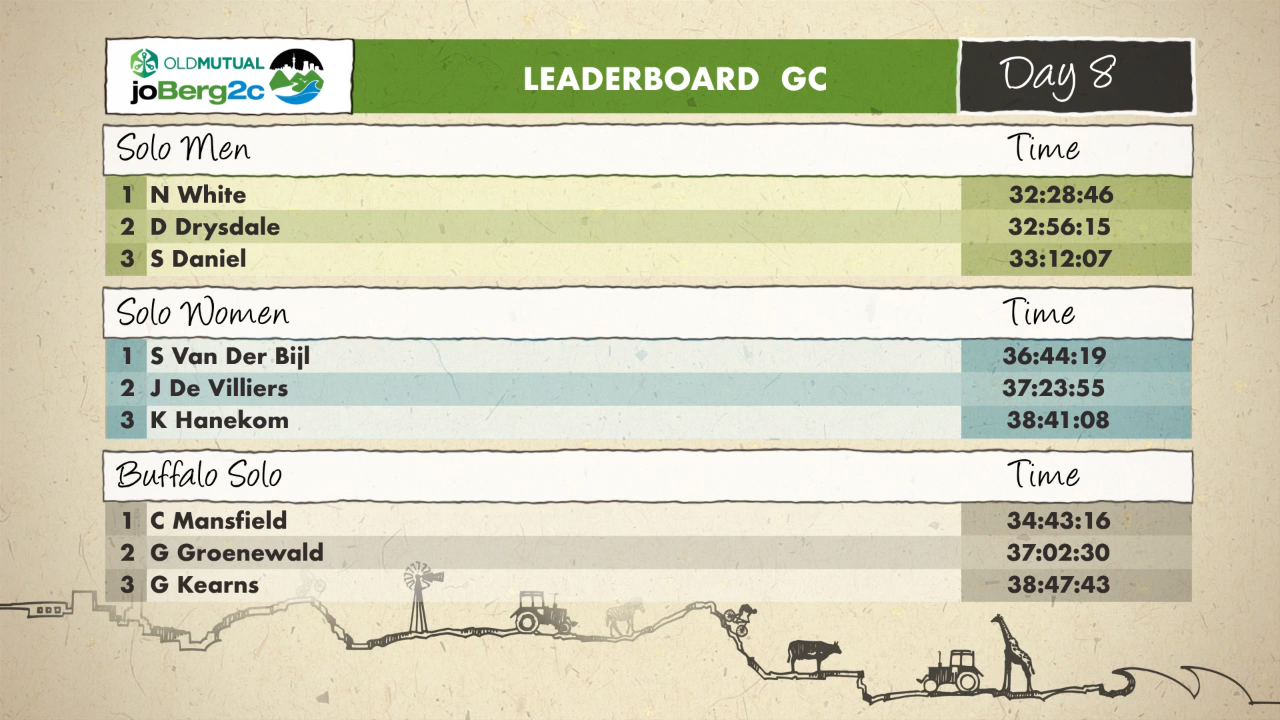 OLDMUTUAL
joBerg2c
LEADERBOARD GC
Day 8
Solo Men Time
1 N White 32:28:46
2 D Drysdale 32:56:15
3 S Daniel 33:12:07
Solo Women Time
1 S Van Der Bijl 36:44:19
2 J De Villiers 37:23:55
3 K Hanekom 38:41:08
Buffalo Solo Time
1 C Mansfield 34:43:16
2 G Groenewald 37:02:30
3 G Kearns 38:47:43